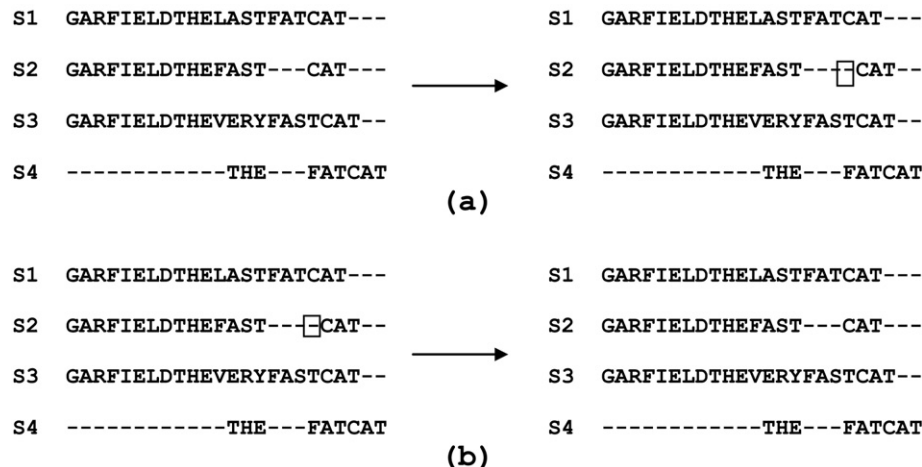 S1 GARFIELDTHELASTFATCAT--- S1 GARFIELDTHELASTFATCAT---
S2 GARFIELDTHEFAST---CAT--- S2 GARFIELDTHEFAST----CAT--
S3 GARFIELDTHEVERYFASTCAT-- S3 GARFIELDTHEVERYFASTCAT--
S4 ------------THE---FATCAT S4 ------------THE---FATCAT
(a)
S1 GARFIELDTHELASTFATCAT--- S1 GARFIELDTHELASTFATCAT---
S2 GARFIELDTHEFAST----CAT-- S2 GARFIELDTHEFAST---CAT---
S3 GARFIELDTHEVERYFASTCAT-- S3 GARFIELDTHEVERYFASTCAT--
S4 ------------THE---FATCAT S4 ------------THE---FATCAT
(b)